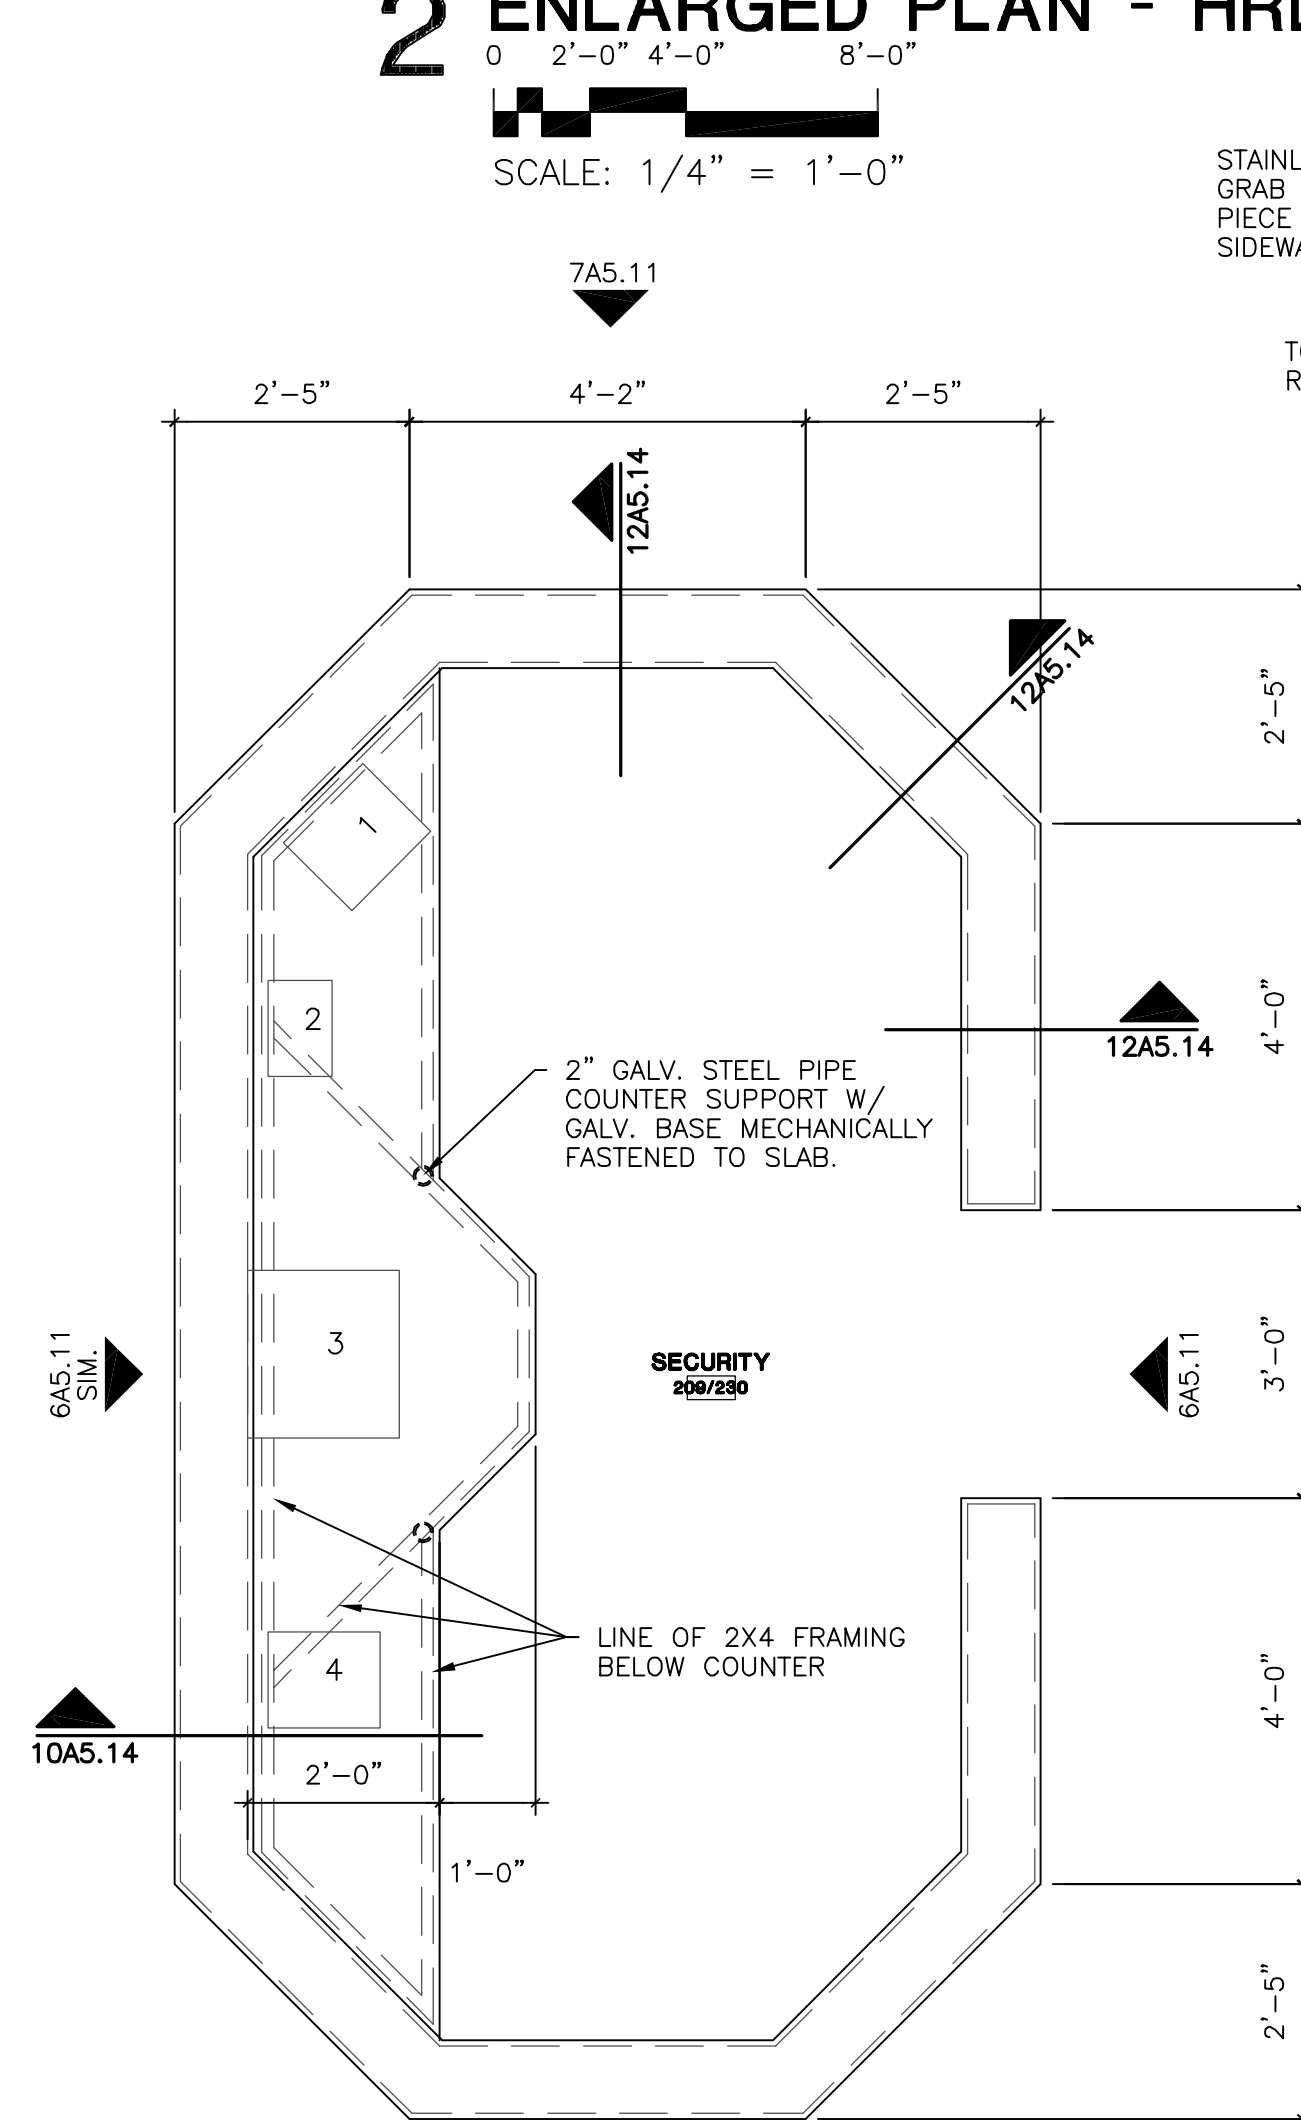 2 ENLARGED PLAN - HRD
0 2'-0" 4'-0" 8'-0"
SCALE: 1/4" = 1'-0"
STAINL
GRAB
PIECE
SIDEWA
7A5.11
TO
R
2'-5" 4'-2" 2'-5"
12A5.14
12A5.14
2'-5"
1
2
12A5.14
4'-0"
2" GALV. STEEL PIPE
COUNTER SUPPORT W/
GALV. BASE MECHANICALLY
FASTENED TO SLAB.
6A5.11
SIM.
3
SECURITY
209/230
6A5.11
3'-0"
LINE OF 2X4 FRAMING
BELOW COUNTER
4
4'-0"
10A5.14
2'-0"
1'-0"
2'-5"